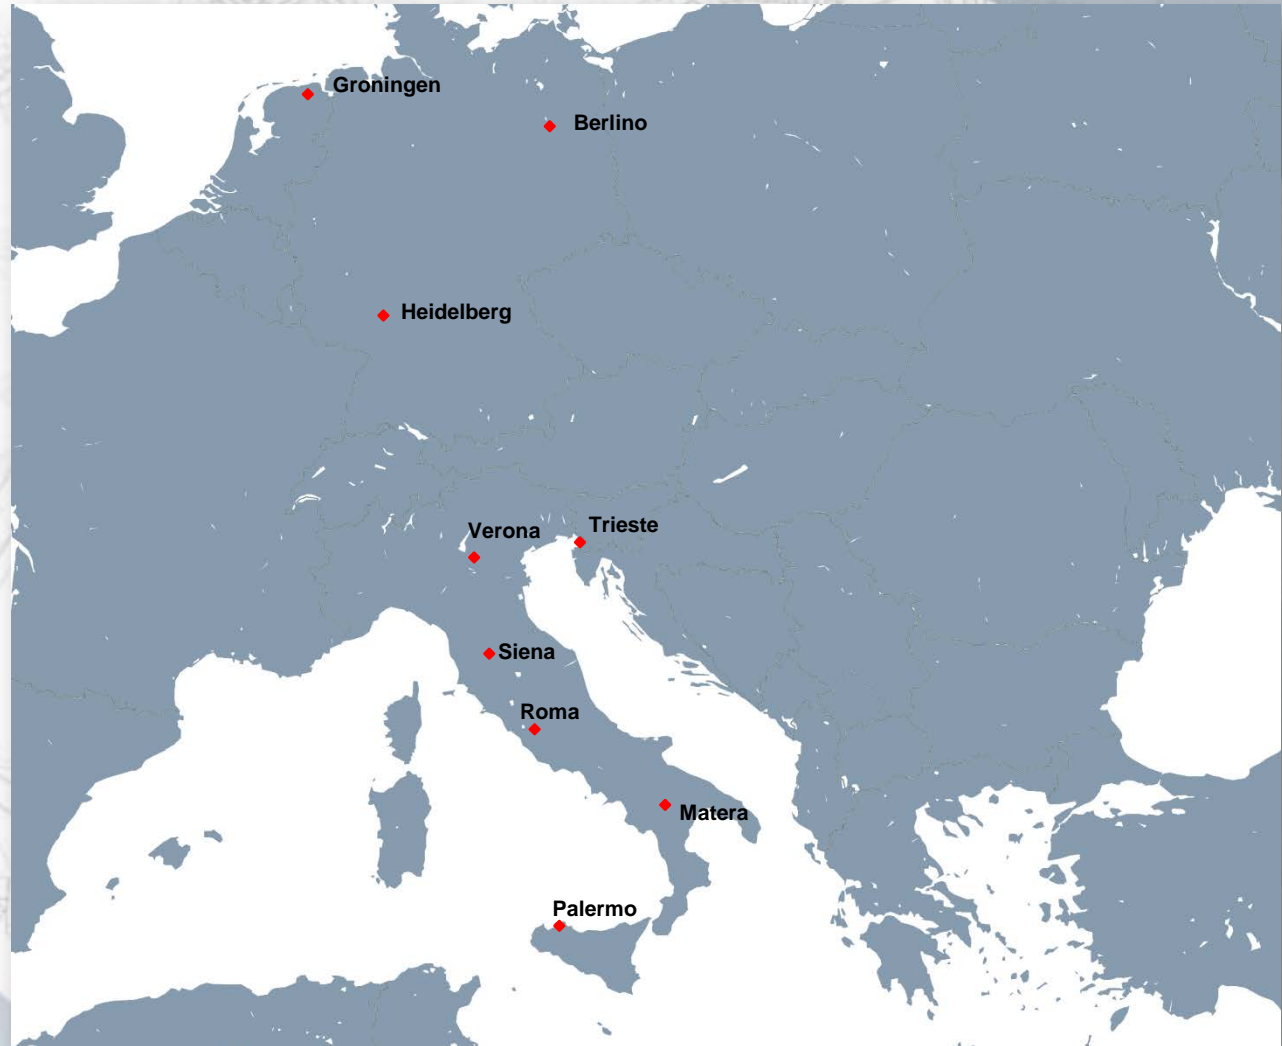 Groningen
Berlino
Heidelberg
Trieste
Verona
Siena
Roma
Matera
Palermo